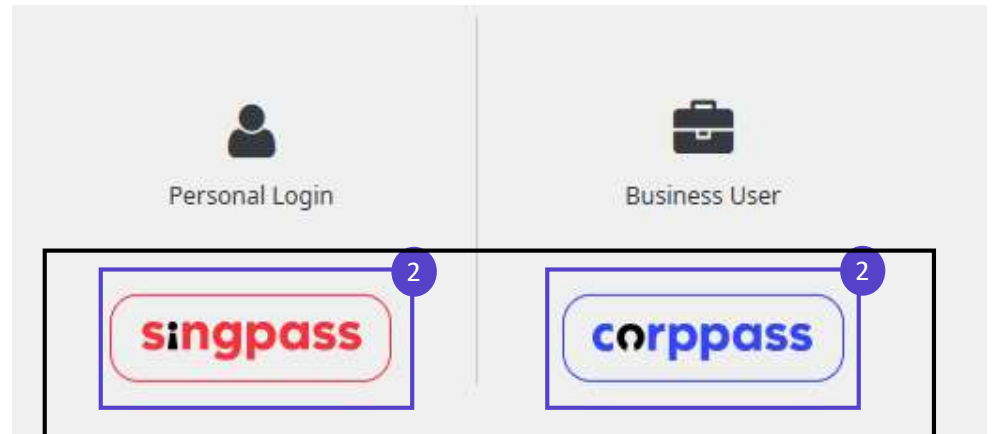 Personal Login
Business User
2
2
singpass
corppass